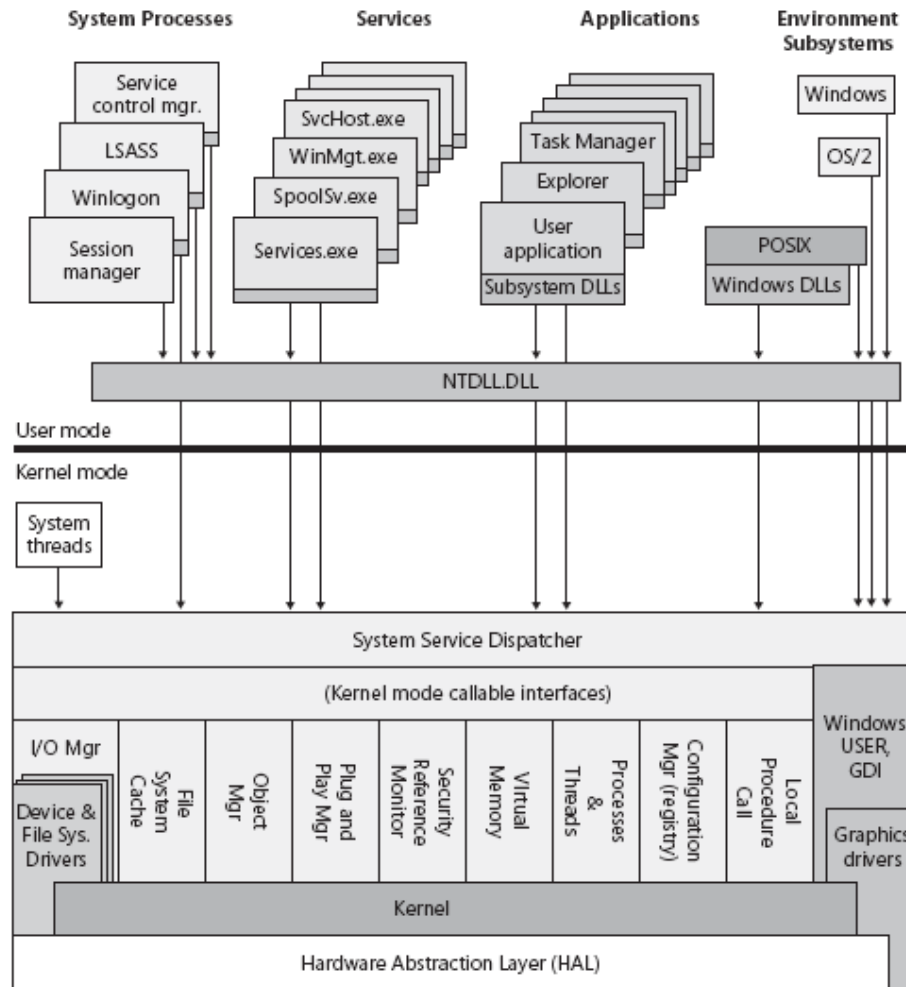 System Processes
Services
Applications
Environment
Subsystems
Service
control mgr.
LSASS
Winlogon
Session
manager
SvcHost.exe
WinMgt.exe
SpoolSv.exe
Services.exe
Task Manager
Explorer
User
application
Subsystem DLLs
Windows
OS/2
POSIX
Windows DLLs
NTDLL.DLL
User mode
Kernel mode
System
threads
System Service Dispatcher
(Kernel mode callable interfaces)
I/O Mgr
Device &
File Sys.
Drivers
File
System
Cache
Object
Mgr
Plug and
Play Mgr
Security
Reference
Monitor
VIrtual
Memory
Processes
&
Threads
Configuration
Mgr (registry)
Local
Procedure
Call
Windows
USER,
GDI
Graphics
drivers
Kernel
Hardware Abstraction Layer (HAL)